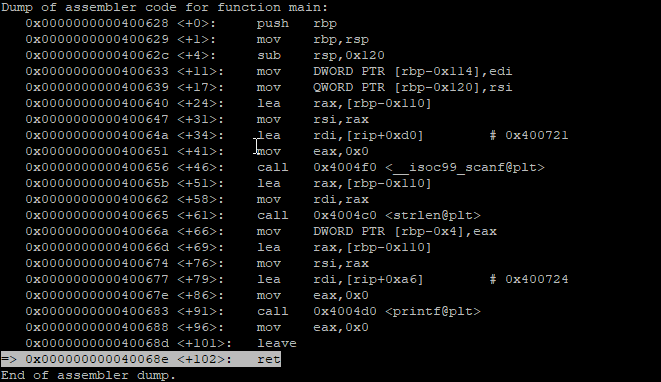 Dump of assembler code for function main:
0x0000000000400628 <+0>: push rbp
0x0000000000400629 <+1>: mov rbp,rsp
0x000000000040062c <+4>: sub rsp,0x120
0x0000000000400633 <+11>: mov DWORD PTR [rbp-0x114],edi
0x0000000000400639 <+17>: mov QWORD PTR [rbp-0x120],rsi
0x0000000000400640 <+24>: lea rax,[rbp-0x110]
0x0000000000400647 <+31>: mov rsi,rax
0x000000000040064a <+34>: lea rdi,[rip+0xd0] # 0x400721
0x0000000000400651 <+41>: mov eax,0x0
0x0000000000400656 <+46>: call 0x4004f0 <__isoc99_scanf@plt>
0x000000000040065b <+51>: lea rax,[rbp-0x110]
0x0000000000400662 <+58>: mov rdi,rax
0x0000000000400665 <+61>: call 0x4004c0 <strlen@plt>
0x000000000040066a <+66>: mov DWORD PTR [rbp-0x4],eax
0x000000000040066d <+69>: lea rax,[rbp-0x110]
0x0000000000400674 <+76>: mov rsi,rax
0x0000000000400677 <+79>: lea rdi,[rip+0xa6] # 0x400724
0x000000000040067e <+86>: mov eax,0x0
0x0000000000400683 <+91>: call 0x4004d0 <printf@plt>
0x0000000000400688 <+96>: mov eax,0x0
0x000000000040068d <+101>: leave
=> 0x000000000040068e <+102>: ret
End of assembler dump.